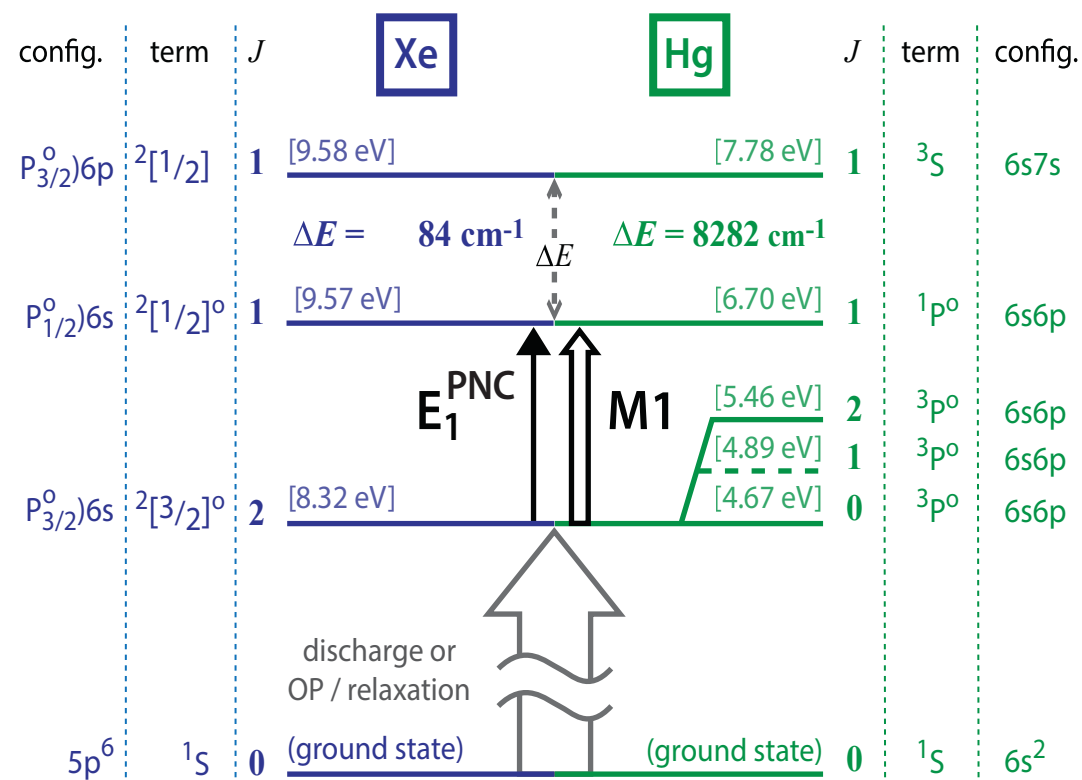 config. term J Xe Hg J term config.
P°3/2)6p 2[1/2] 1 [9.58 eV] [7.78 eV] 1 3S 6s7s
ΔE = 84 cm-1 ΔE ΔE = 8282 cm-1
P°1/2)6s 2[1/2]° 1 [9.57 eV] [6.70 eV] 1 1P° 6s6p
E1PNC M1
[5.46 eV] 2 3P° 6s6p
[4.89 eV] 1 3P° 6s6p
P°3/2)6s 2[3/2]° 2 [8.32 eV] [4.67 eV] 0 3P° 6s6p
discharge or
OP / relaxation
5p6 1S 0 (ground state) (ground state) 0 1S 6s2